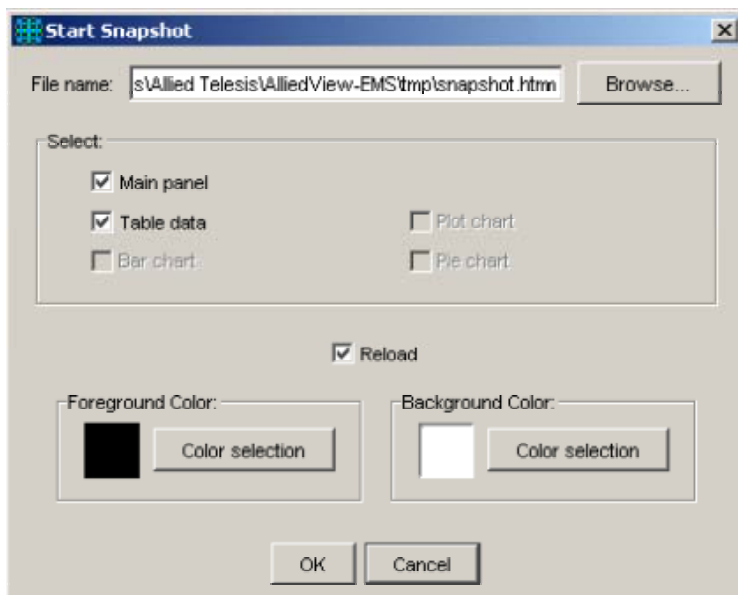 Start Snapshot
File name: s\Allied Telesis\AlliedView-EMS\tmp\snapshot.htmn Browse...
Select:
Main panel
Table data Plot chart
Bar chart Pie chart
Reload
Foreground Color: Background Color:
Color selection Color selection
OK Cancel